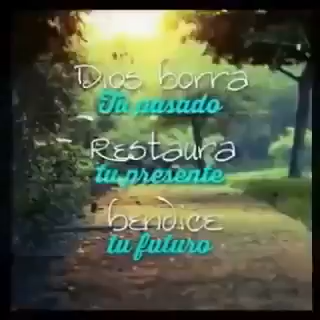 Dios borra
Tu pasado
Restaura
tu presente
bendice
tu futuro